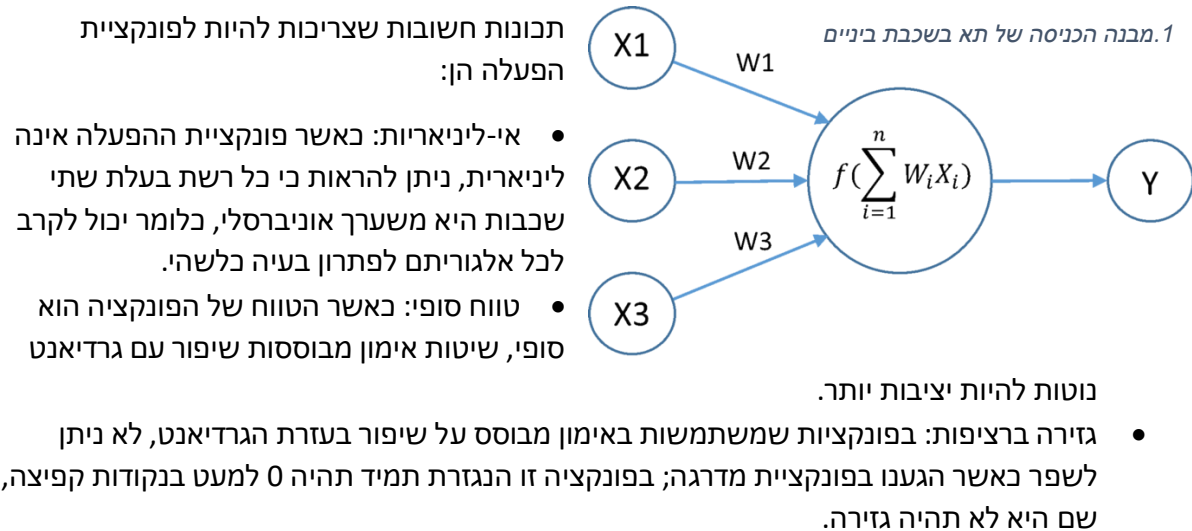 תכונות חשובות שצריכות להיות לפונקציית
הפעלה הן:
• אי-ליניאריות: כאשר פונקציית ההפעלה אינה
ליניארית, ניתן להראות כי כל רשת בעלת שתי
שכבות היא משערך אוניברסלי, כלומר יכול לקרב
לכל אלגוריתם לפתרון בעיה כלשהי.
• טווח סופי: כאשר הטווח של הפונקציה הוא
סופי, שיטות אימון מבוססות שיפור עם גרדיאנט
נוטות להיות יציבות יותר.
• גזירה ברציפות: בפונקציות שמשתמשות באימון מבוסס על שיפור בעזרת הגרדיאנט, לא ניתן
לשפר כאשר הגענו בפונקציית מדרגה; בפונקציה זו הנגזרת תמיד תהיה 0 למעט בנקודות קפיצה,
שם היא לא תהיה גזירה.
1.מבנה הכניסה של תא בשכבת ביניים
X1
W1
X2
W2
f(∑_{i=1}^{n} W_iX_i)
Y
W3
X3